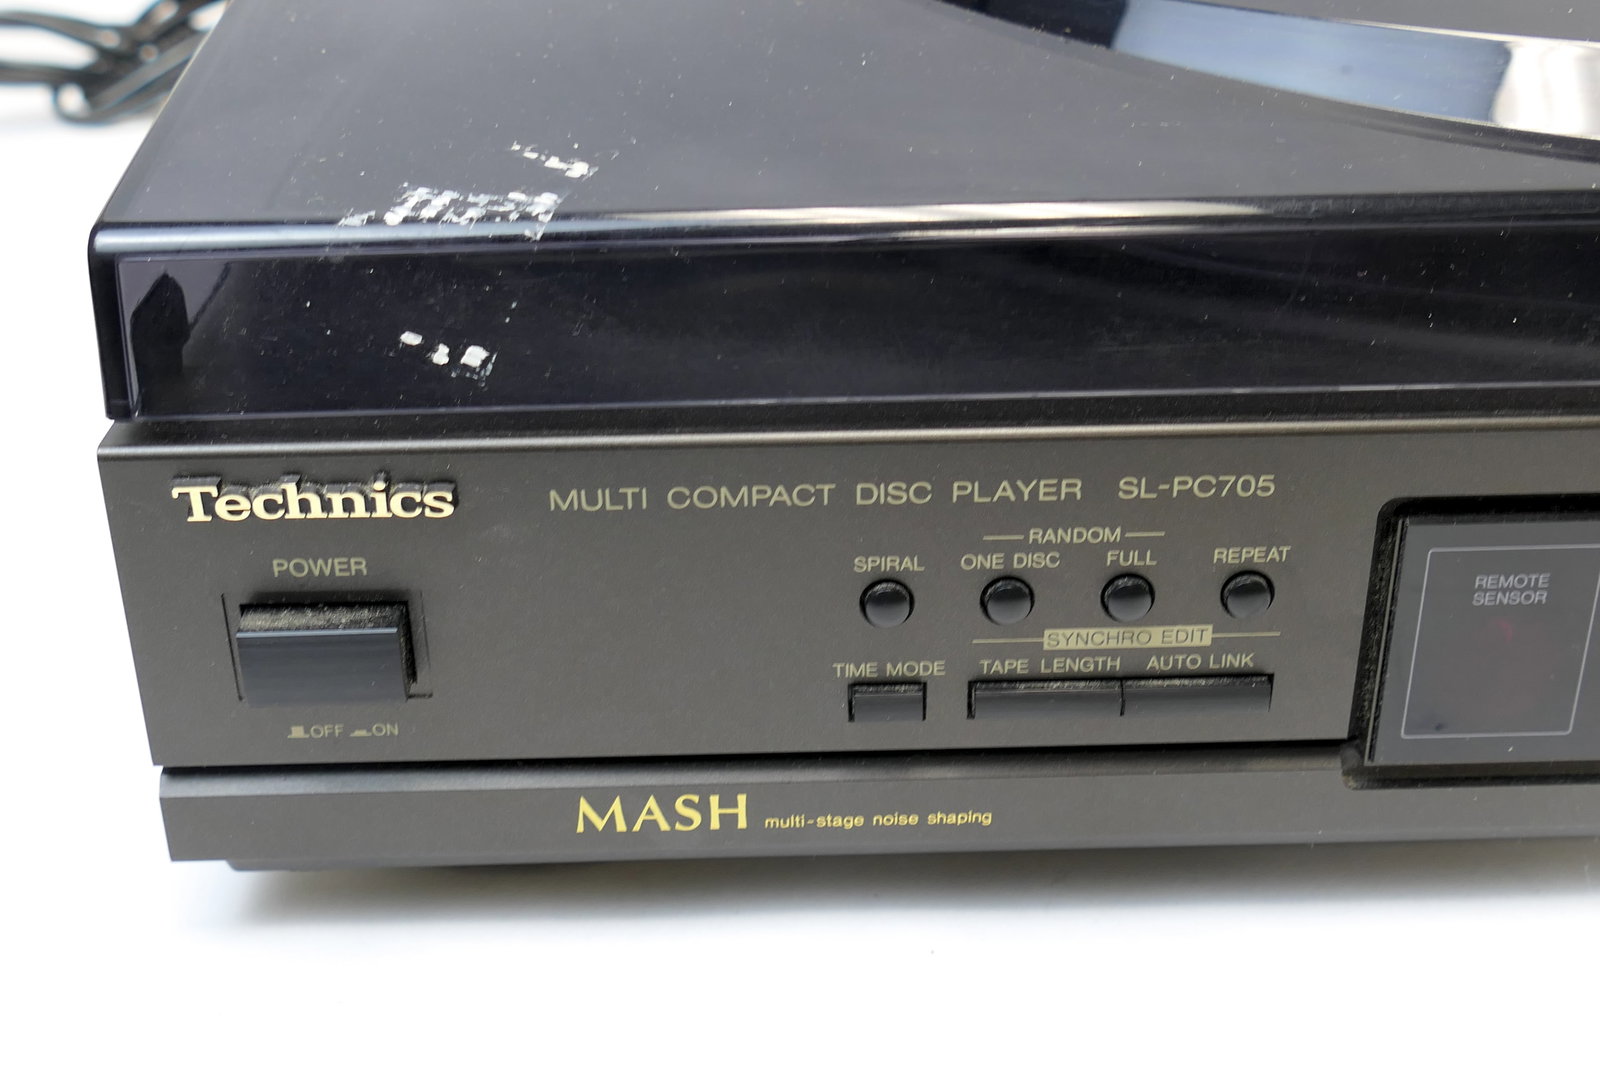 Technics
MULTI COMPACT DISC PLAYER SL-PC705
POWER
OFF ON
RANDOM
SPIRAL ONE DISC FULL REPEAT
SYNCHRO EDIT
TIME MODE TAPE LENGTH AUTO LINK
REMOTE
SENSOR
MASH multi-stage noise shaping